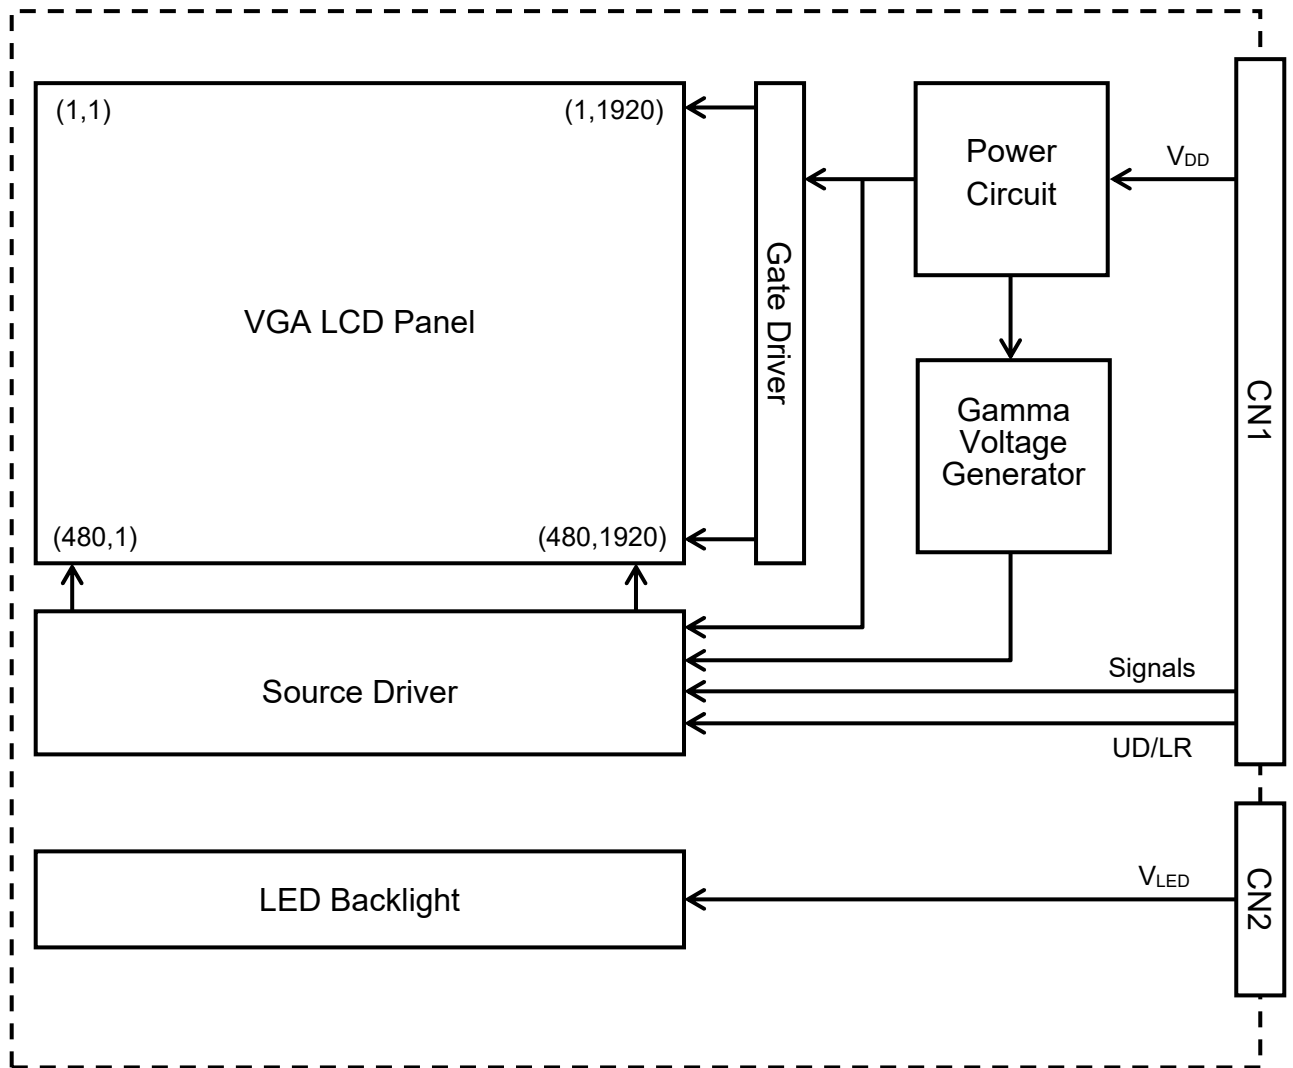 (1,1)
(1,1920)
Power
Circuit
VDD
Gate Driver
VGA LCD Panel
Gamma
Voltage
Generator
CN1
(480,1)
(480,1920)
Signals
Source Driver
UD/LR
LED Backlight
VLED
CN2